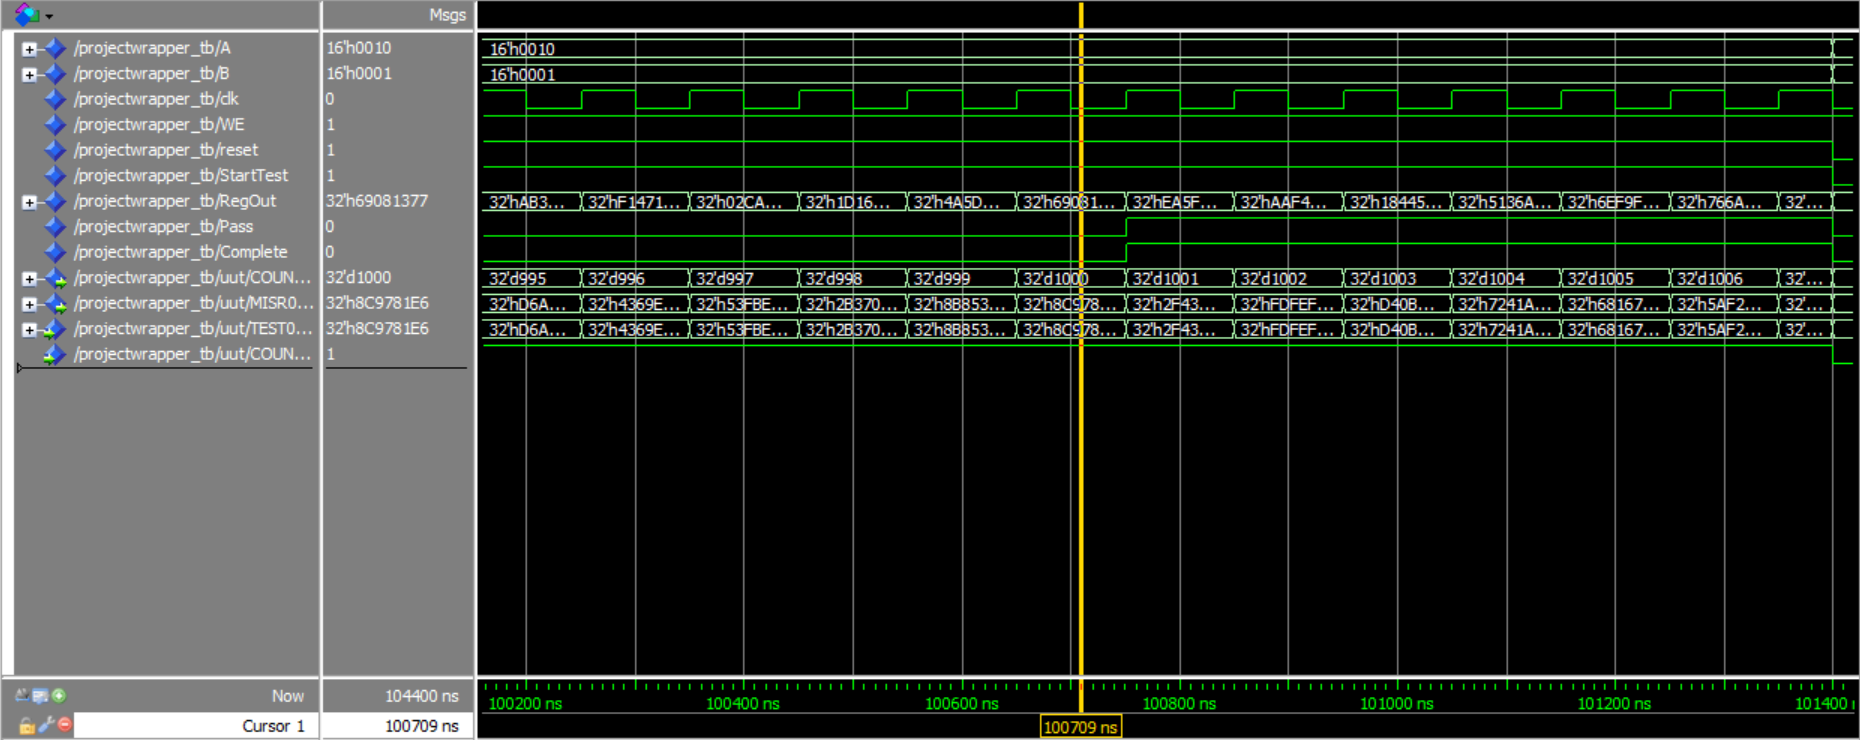 Msgs
/projectwrapper_tb/A 16'h0010 16'h0010
/projectwrapper_tb/B 16'h0001 16'h0001
/projectwrapper_tb/clk 0
/projectwrapper_tb/WE 1
/projectwrapper_tb/reset 1
/projectwrapper_tb/StartTest 1
/projectwrapper_tb/RegOut 32'h69081377 32'hAB3... 32'hF1471... 32'h02CA... 32'h1D16... 32'h4A5D... 32'h69081... 32'hEA5F... 32'hAAF4... 32'h18445... 32'h5136A... 32'h6EF9F... 32'h766A... 32'...
/projectwrapper_tb/Pass 0
/projectwrapper_tb/Complete 0
/projectwrapper_tb/uut/COUN... 32'd1000 32'd995 32'd996 32'd997 32'd998 32'd999 32'd1000 32'd1001 32'd1002 32'd1003 32'd1004 32'd1005 32'd1006 32'...
/projectwrapper_tb/uut/MISR0... 32'h8C9781E6 32'hD6A... 32'h4369E... 32'h53FBE... 32'h2B370... 32'h8B853... 32'h8C978... 32'h2F43... 32'hFDFEF... 32'hD40B... 32'h7241A... 32'h68167... 32'h5AF2... 32'...
/projectwrapper_tb/uut/TEST0... 32'h8C9781E6 32'hD6A... 32'h4369E... 32'h53FBE... 32'h2B370... 32'h8B853... 32'h8C978... 32'h2F43... 32'hFDFEF... 32'hD40B... 32'h7241A... 32'h68167... 32'h5AF2... 32'...
/projectwrapper_tb/uut/COUN... 1
Now 104400 ns 100200 ns 100400 ns 100600 ns 100800 ns 101000 ns 101200 ns 101400
Cursor 1 100709 ns 100709 ns